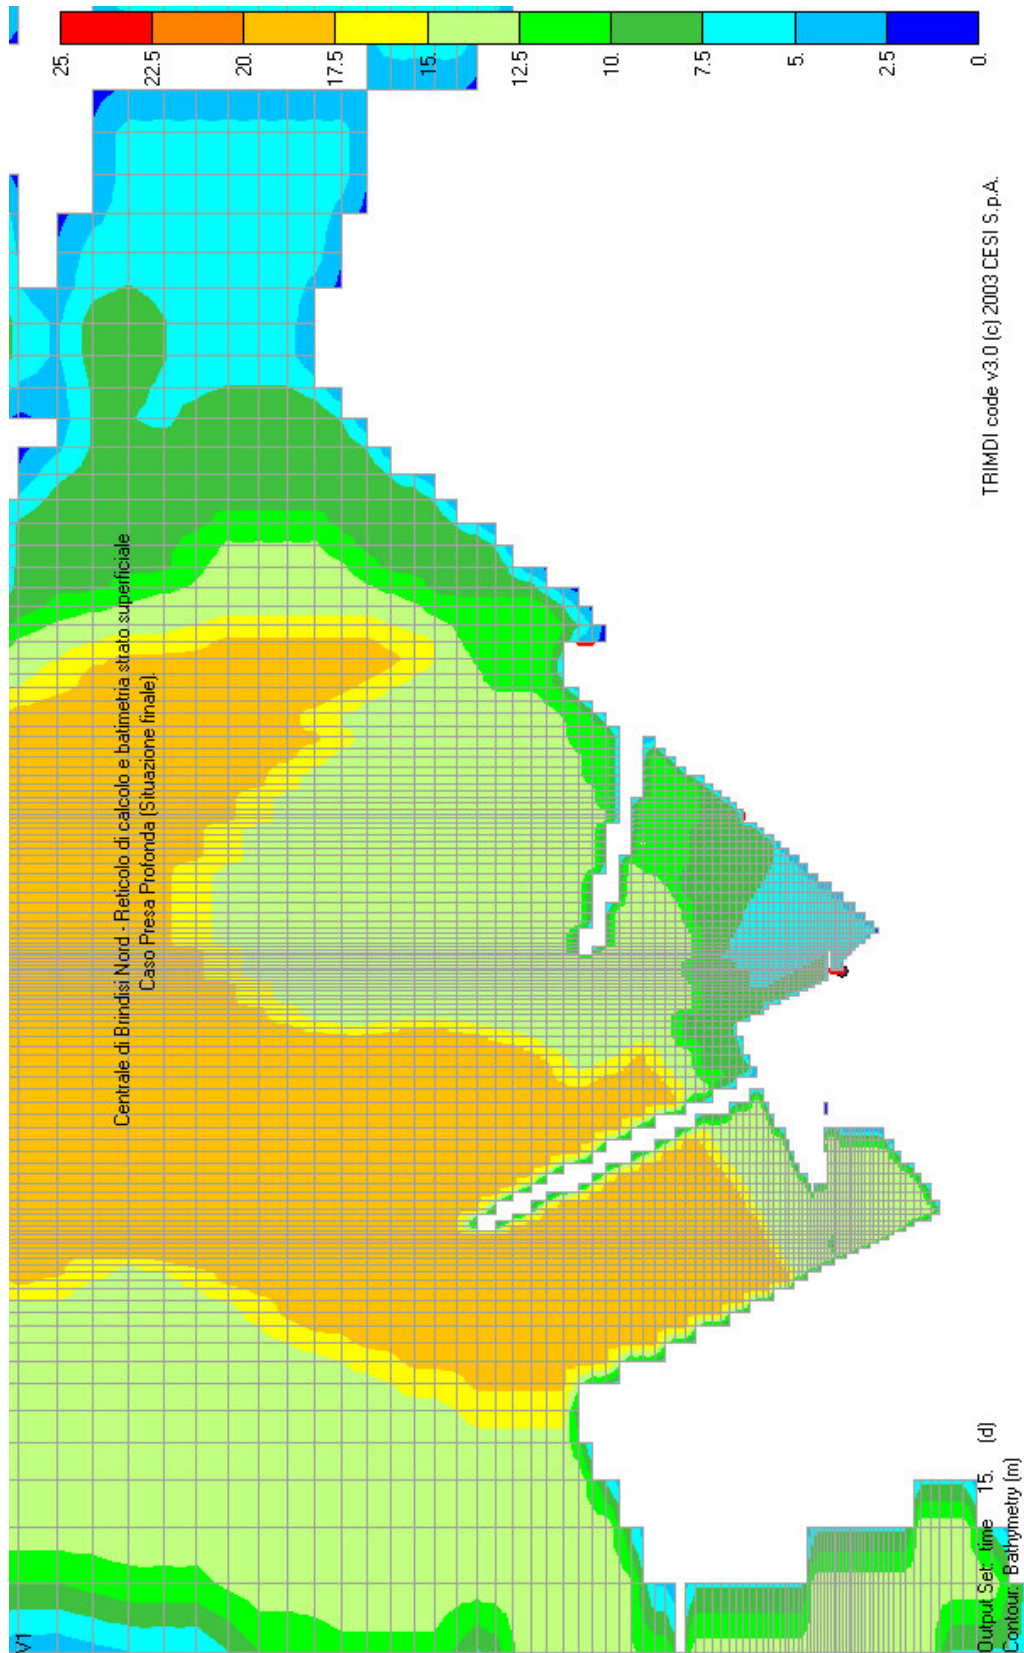 V1
Centrale di Brindisi Nord - Reticolo di calcolo e batimetria strato superficiale
Caso Presa Profonda (Situazione finale).
25.
22.5
20.
17.5
15.
12.5
10.
7.5
5.
2.5
0.
Output Set: time 15. (d)
Contour: Bathymetry (m)
TRIMDI code v3.0 (c) 2003 CESI S.p.A.